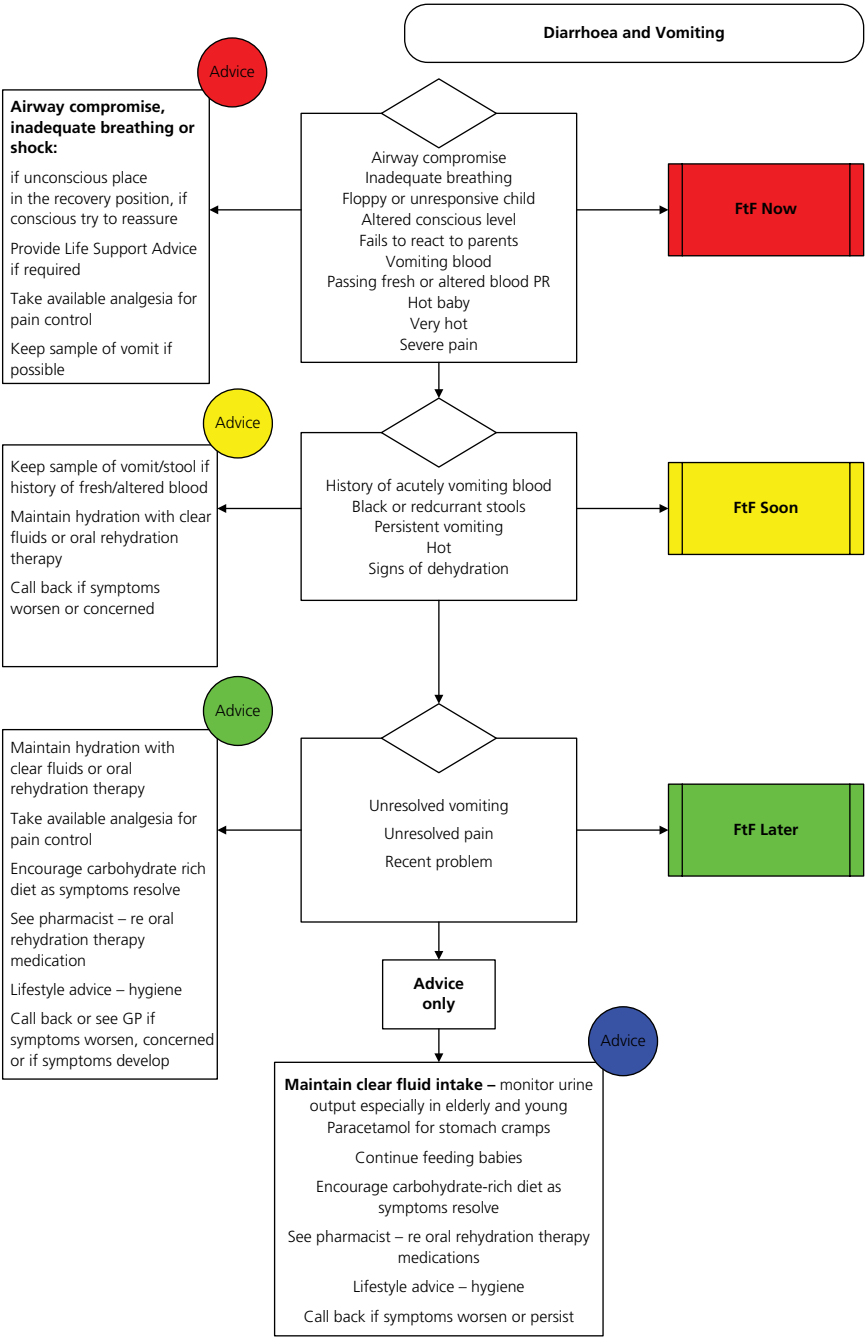 Diarrhoea and Vomiting
Advice
Airway compromise,
inadequate breathing or
shock:
if unconscious place
in the recovery position, if
conscious try to reassure
Provide Life Support Advice
if required
Take available analgesia for
pain control
Keep sample of vomit if
possible
Airway compromise
Inadequate breathing
Floppy or unresponsive child
Altered conscious level
Fails to react to parents
Vomiting blood
Passing fresh or altered blood PR
Hot baby
Very hot
Severe pain
FtF Now
Advice
Keep sample of vomit/stool if
history of fresh/altered blood
Maintain hydration with clear
fluids or oral rehydration
therapy
Call back if symptoms
worsen or concerned
History of acutely vomiting blood
Black or redcurrant stools
Persistent vomiting
Hot
Signs of dehydration
FtF Soon
Advice
Maintain hydration with
clear fluids or oral
rehydration therapy
Take available analgesia for
pain control
Encourage carbohydrate rich
diet as symptoms resolve
See pharmacist – re oral
rehydration therapy
medication
Lifestyle advice – hygiene
Call back or see GP if
symptoms worsen, concerned
or if symptoms develop
Unresolved vomiting
Unresolved pain
Recent problem
FtF Later
Advice
only
Advice
Maintain clear fluid intake – monitor urine
output especially in elderly and young
Paracetamol for stomach cramps
Continue feeding babies
Encourage carbohydrate-rich diet as
symptoms resolve
See pharmacist – re oral rehydration therapy
medications
Lifestyle advice – hygiene
Call back if symptoms worsen or persist